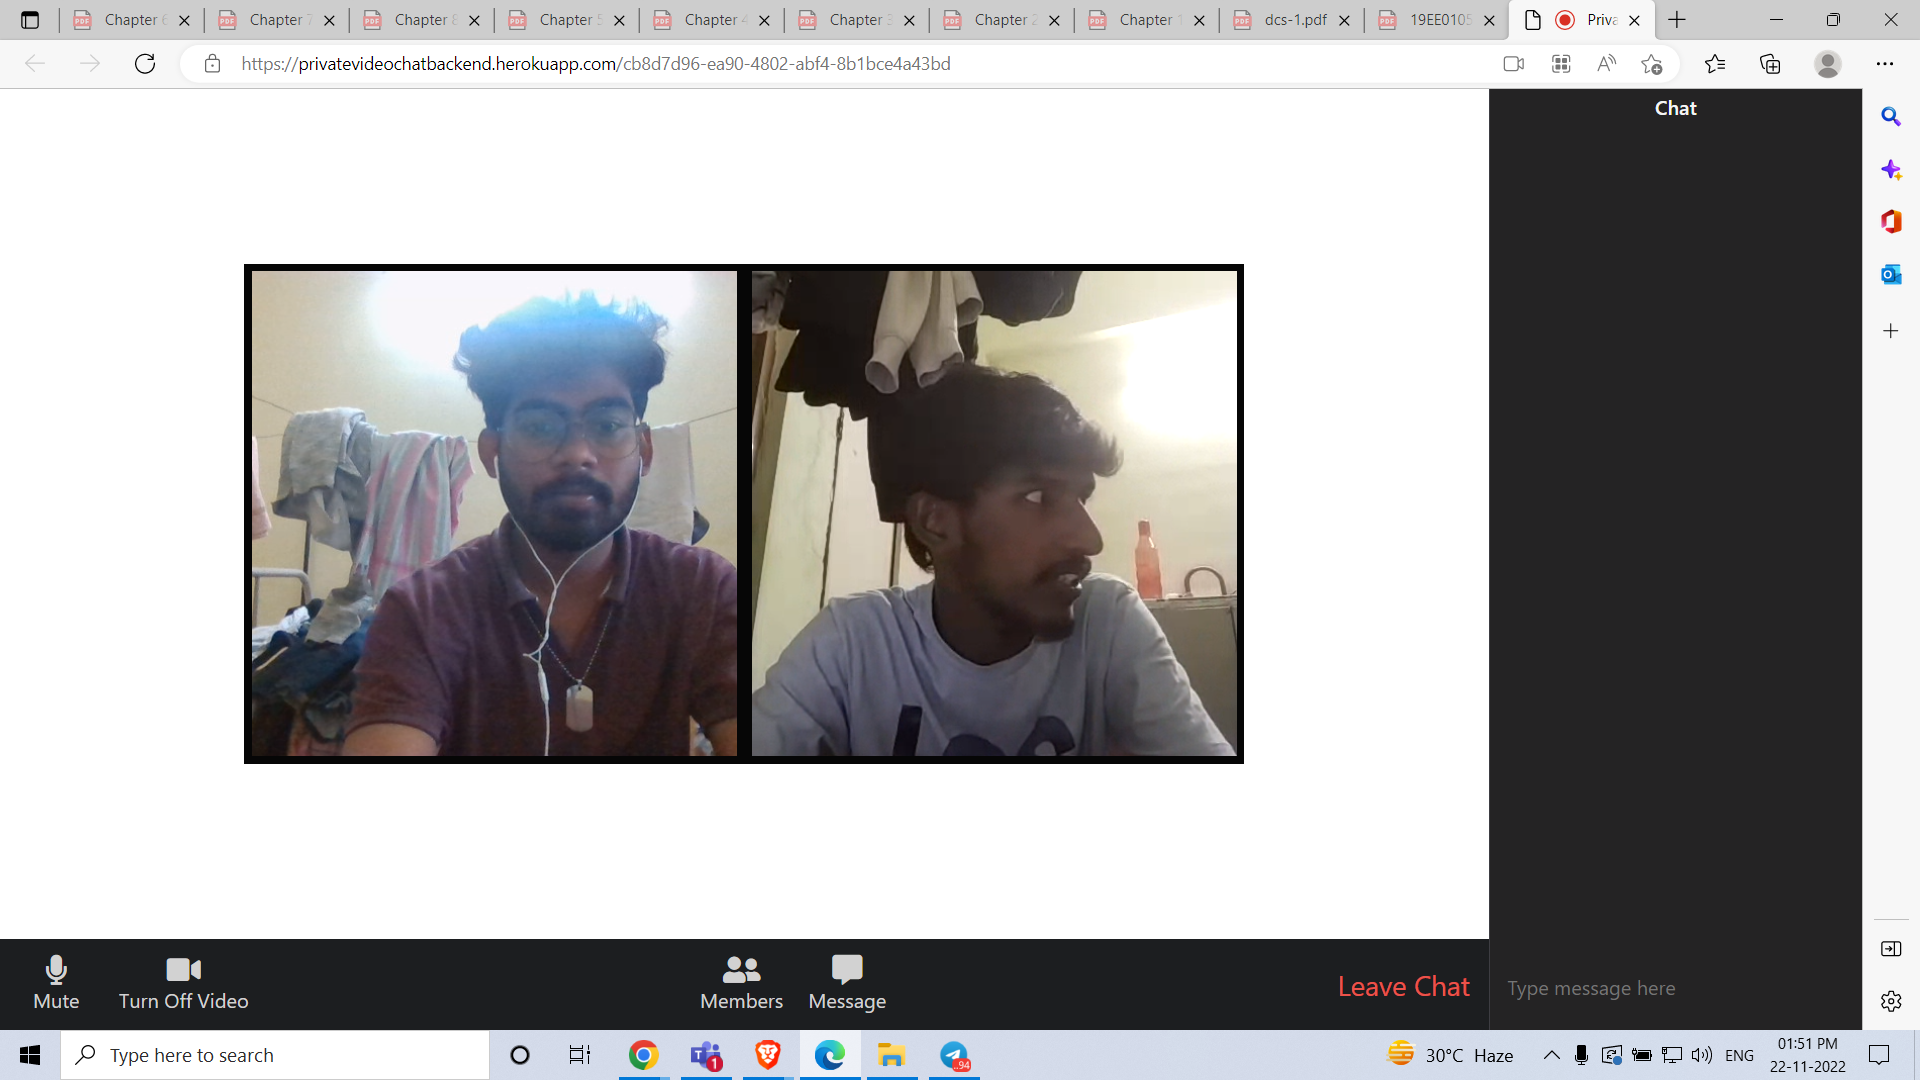 Chapter 6
Chapter 7
Chapter 8
Chapter 5
Chapter 4
Chapter 3
Chapter 2
Chapter 1
dcs-1.pdf
19EE0105
Priva
https://privatevideochatbackend.herokuapp.com/cb8d7d96-ea90-4802-abf4-8b1bce4a43bd
Chat
Mute
Turn Off Video
Members
Message
Leave Chat
Type message here
Type here to search
1
..94
30°C Haze
ENG
01:51 PM
22-11-2022